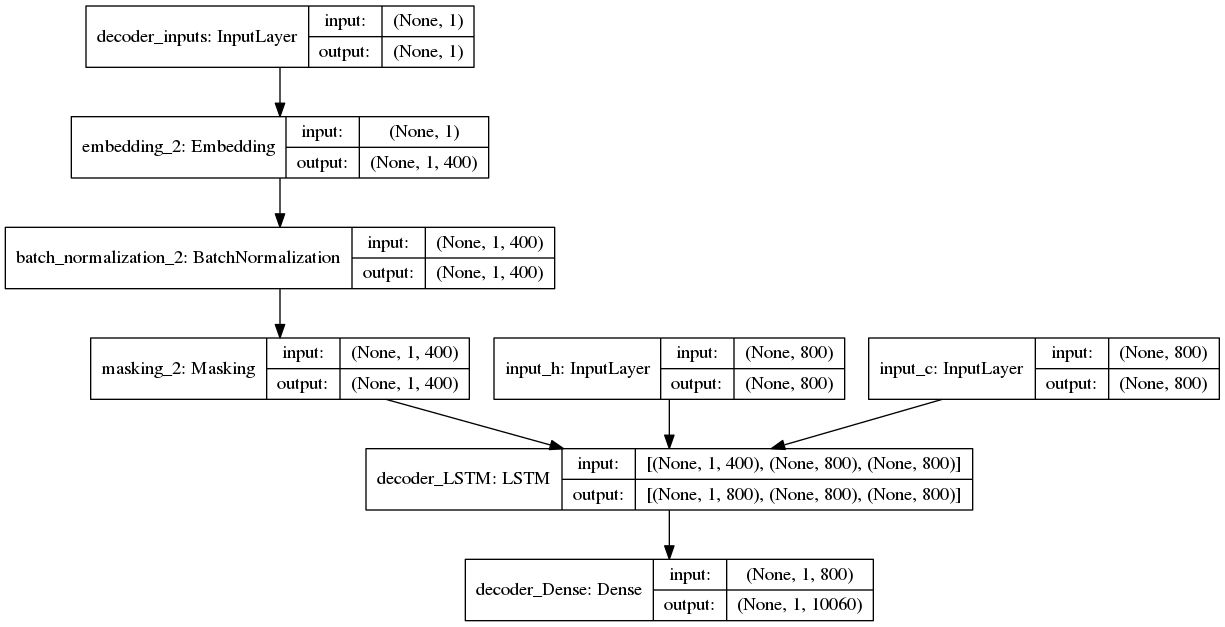 decoder_inputs: InputLayer
input: (None, 1)
output: (None, 1)
embedding_2: Embedding
input: (None, 1)
output: (None, 1, 400)
batch_normalization_2: BatchNormalization
input: (None, 1, 400)
output: (None, 1, 400)
masking_2: Masking
input: (None, 1, 400)
output: (None, 1, 400)
input_h: InputLayer
input: (None, 800)
output: (None, 800)
input_c: InputLayer
input: (None, 800)
output: (None, 800)
decoder_LSTM: LSTM
input: [(None, 1, 400), (None, 800), (None, 800)]
output: [(None, 1, 800), (None, 800), (None, 800)]
decoder_Dense: Dense
input: (None, 1, 800)
output: (None, 1, 10060)